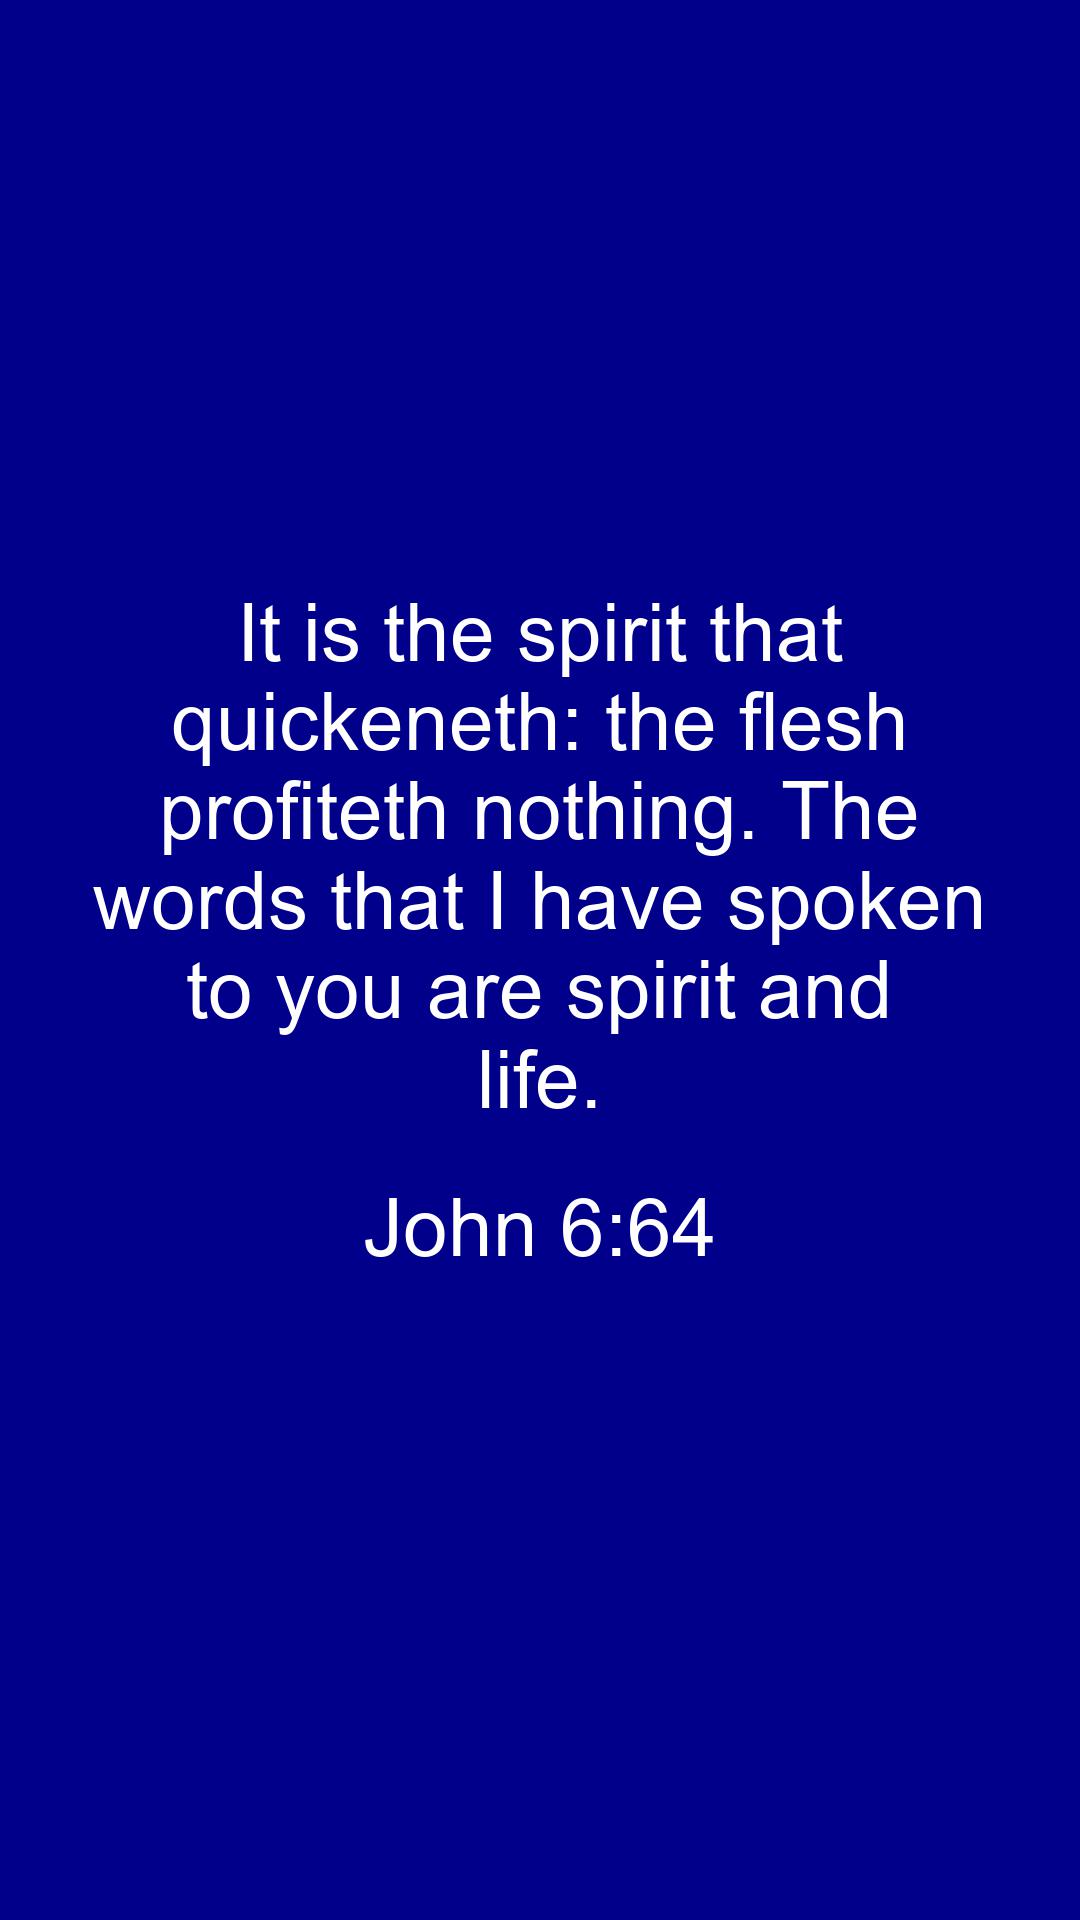 It is the spirit that
quickeneth: the flesh
profiteth nothing. The
words that I have spoken
to you are spirit and
life.
John 6:64